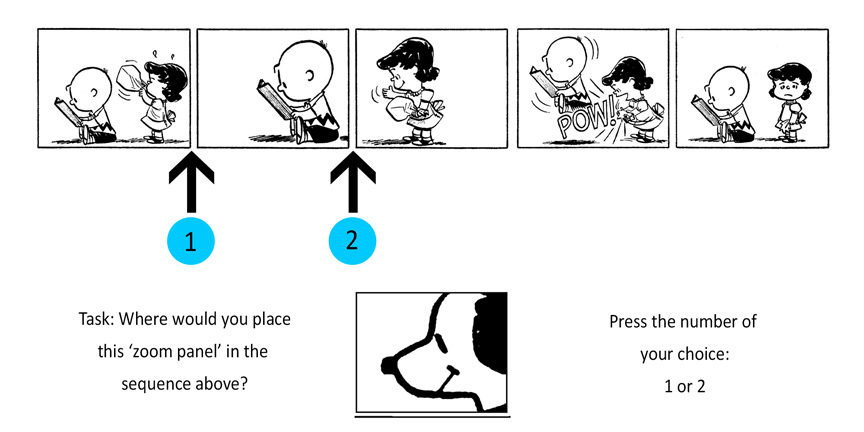 POW!!
1
2
Task: Where would you place
this ‘zoom panel’ in the
sequence above?
Press the number of
your choice:
1 or 2